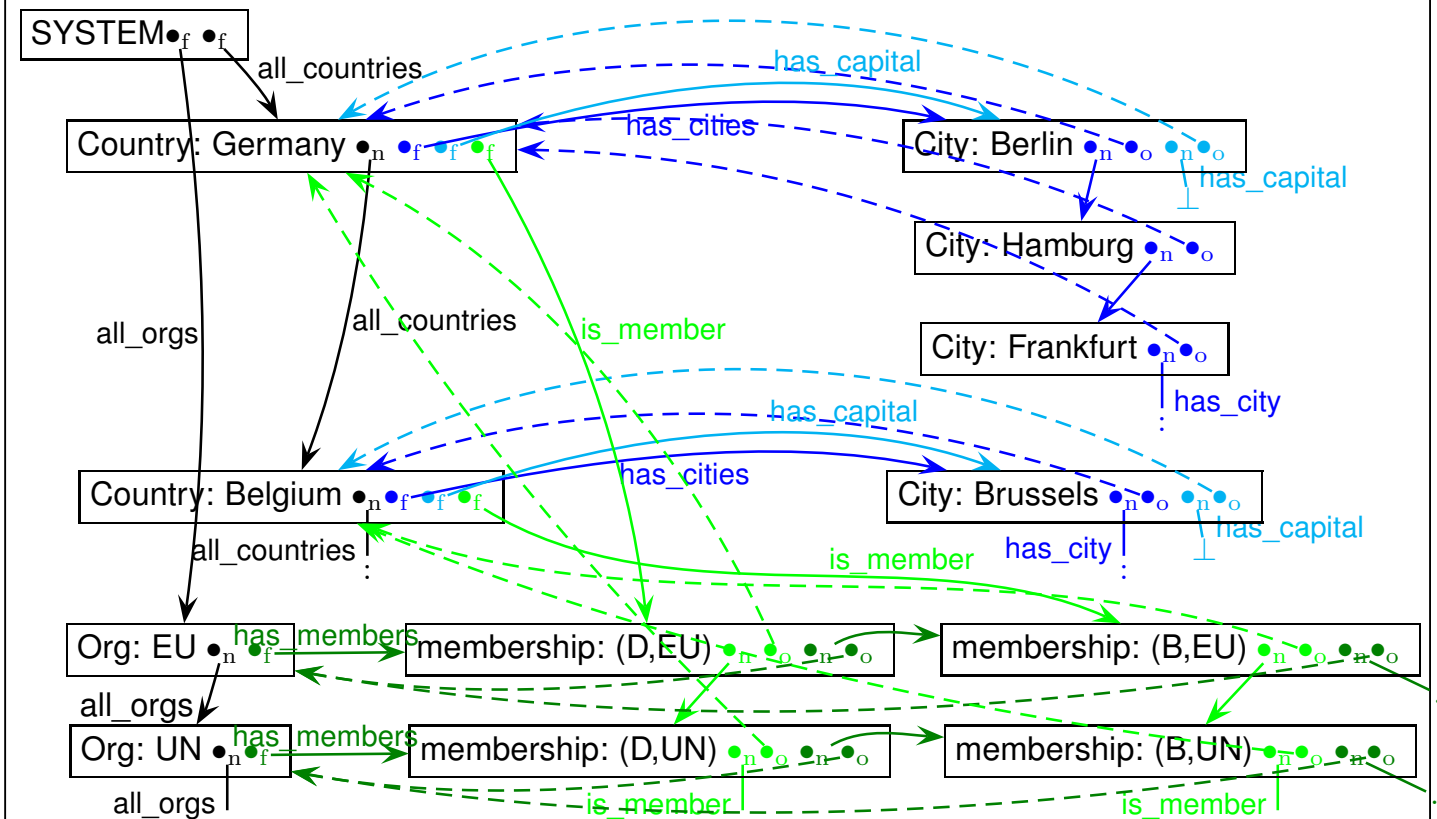 SYSTEM•f •f
all_countries
has_capital
has_cities
Country: Germany •n •f •f •f
City: Berlin •n •o •n •o
has_capital
⊥
City: Hamburg •n •o
all_orgs
all_countries
is_member
City: Frankfurt •n •o
has_city
⋮
has_capital
has_cities
Country: Belgium •n •f •f •f
City: Brussels •n •o •n •o
all_countries
⋮
has_city
⋮
has_capital
⊥
is_member
has_members
Org: EU •n •f
membership: (D,EU) •n •o •n •o
membership: (B,EU) •n •o •n •o
all_orgs
has_members
Org: UN •n •f
membership: (D,UN) •n •o •n •o
membership: (B,UN) •n •o •n •o
all_orgs
is_member
is_member